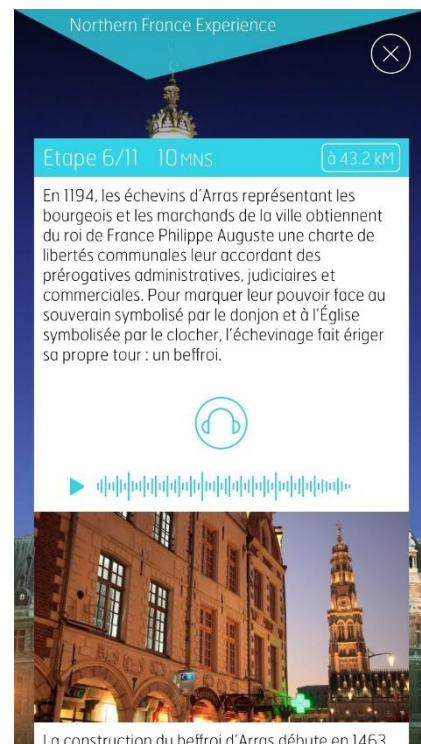 Northern France Experience
Etape 6/11 10 MNS à 43.2 kM
En 1194, les échevins d'Arras représentant les
bourgeois et les marchands de la ville obtiennent
du roi de France Philippe Auguste une charte de
libertés communales leur accordant des
prérogatives administratives, judiciaires et
commerciales. Pour marquer leur pouvoir face au
souverain symbolisé par le donjon et à l'Église
symbolisée par le clocher, l'échevinage fait ériger
sa propre tour : un beffroi.
La construction du beffroi d'Arras débute en 1463